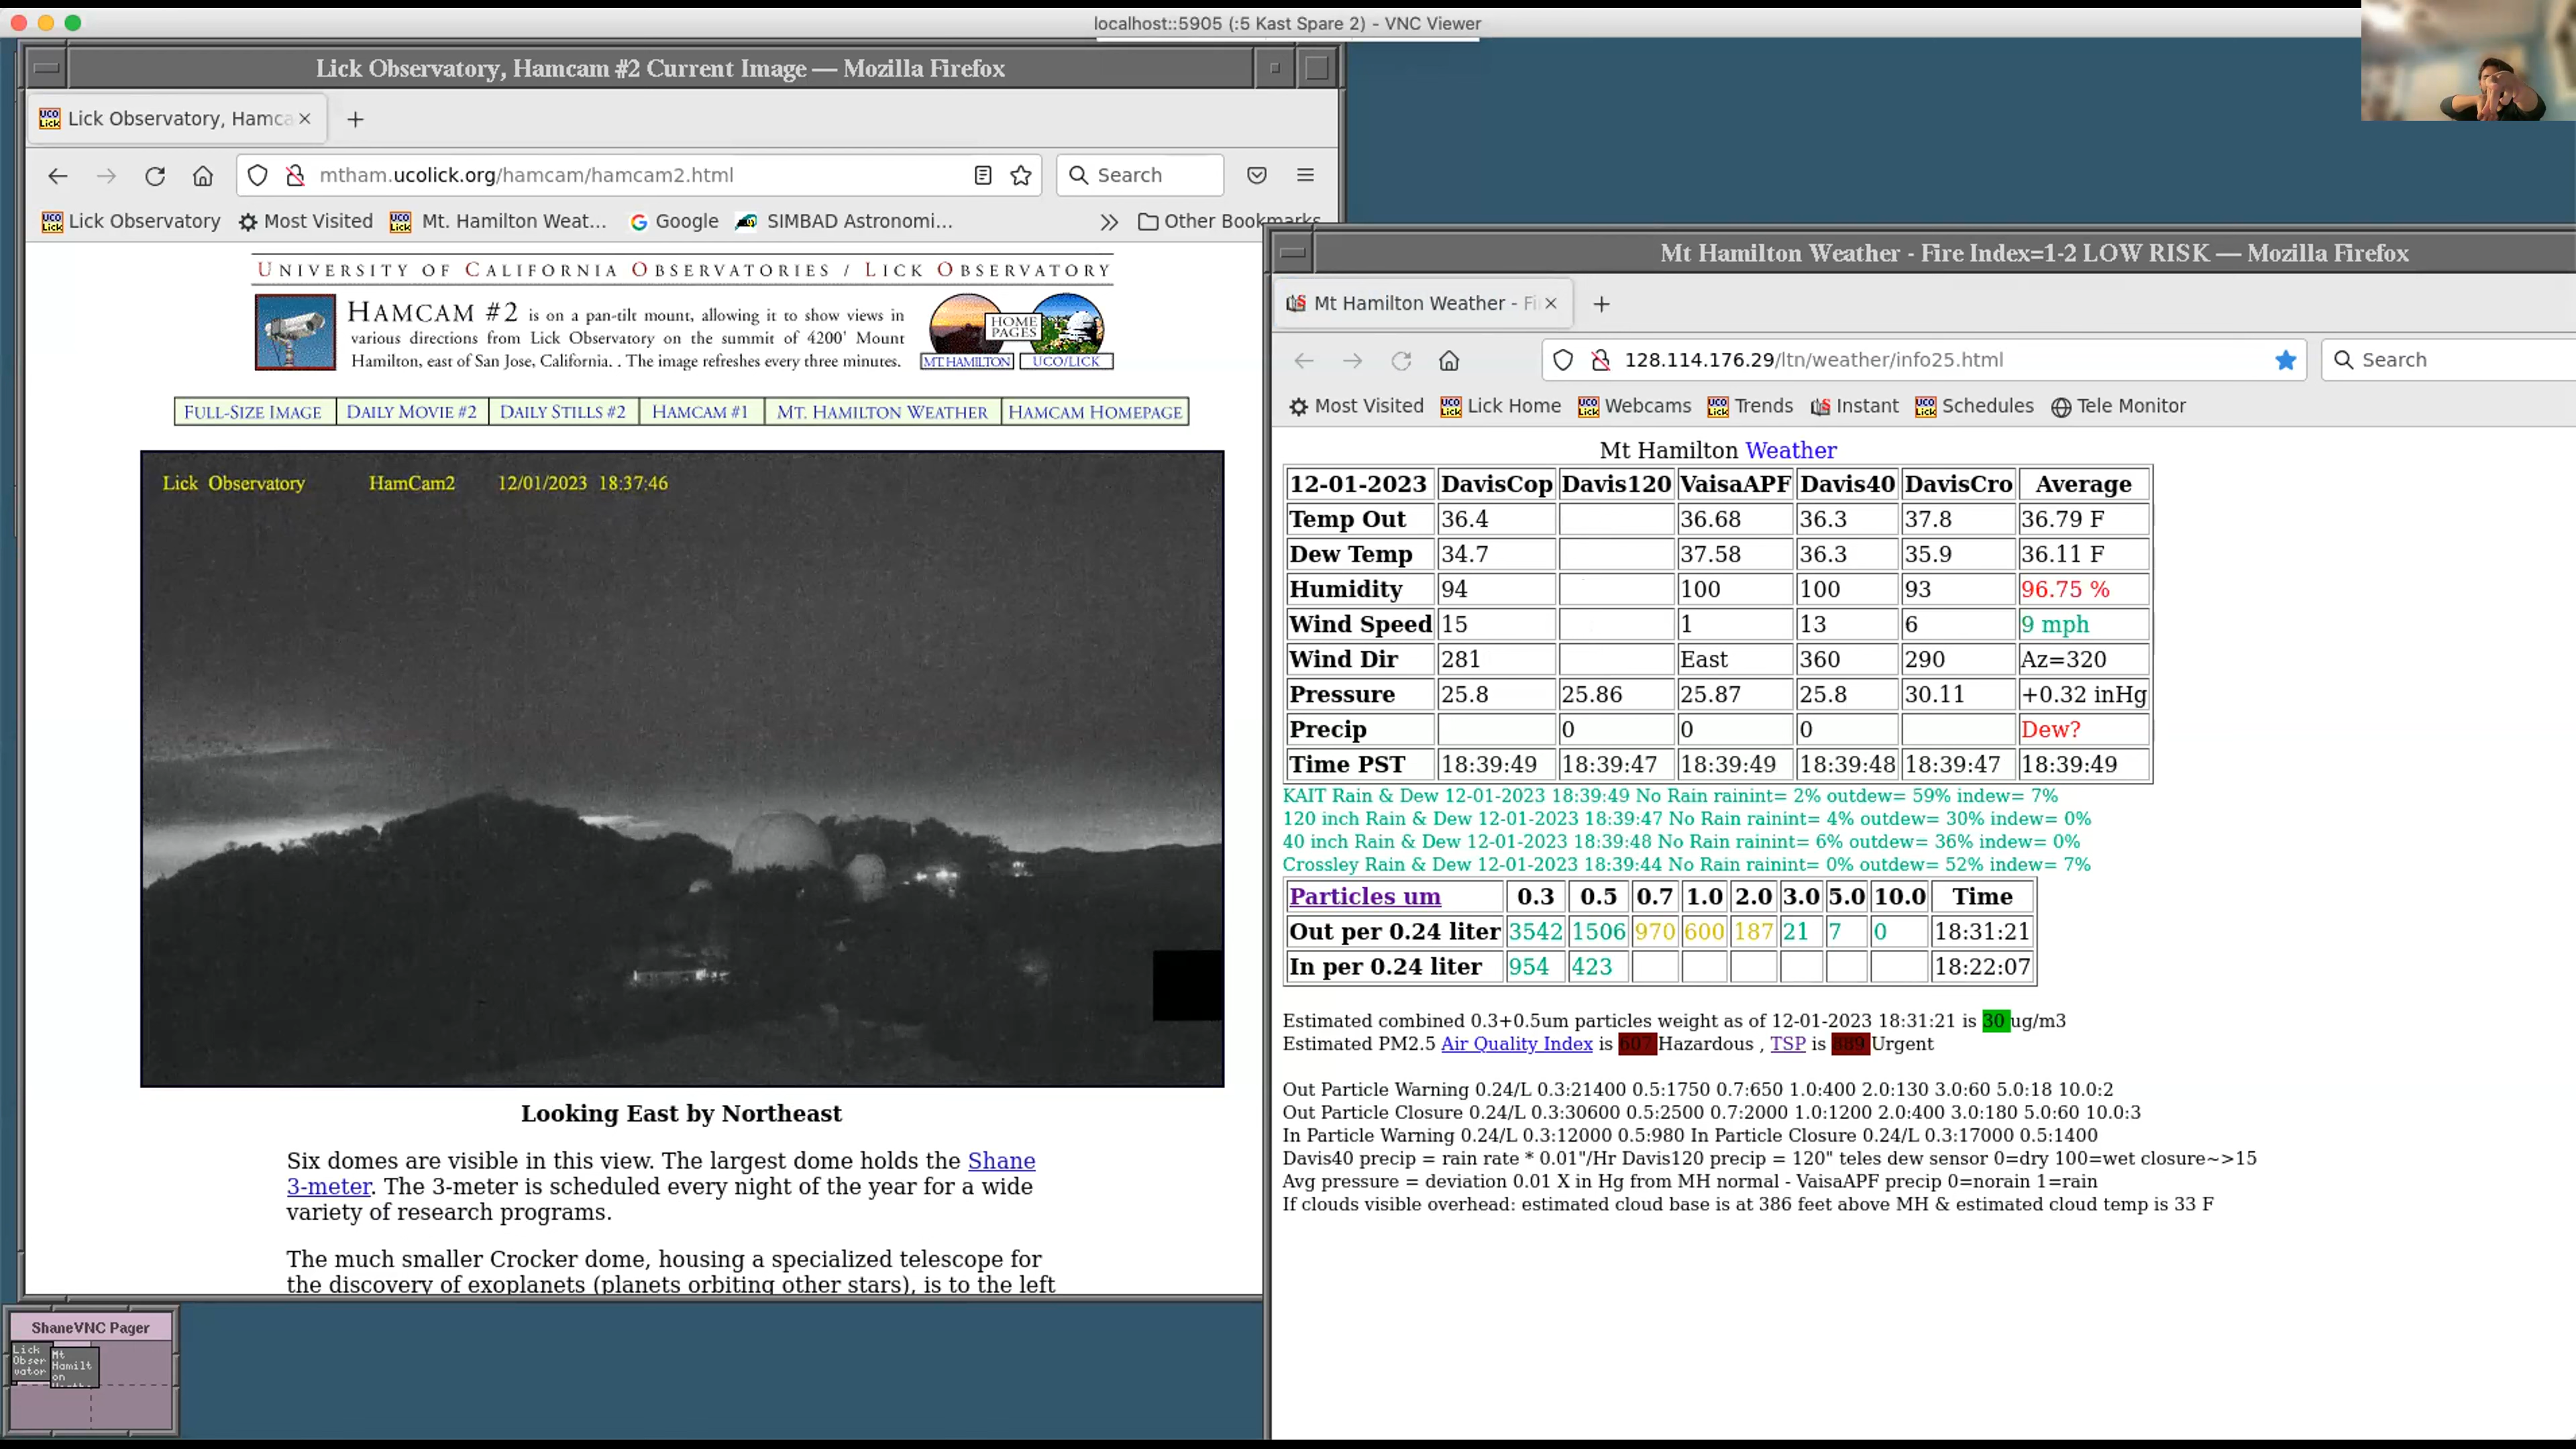 localhost::5905 (:5 Kast Spare 2) - VNC Viewer
Lick Observatory, Hamcam #2 Current Image — Mozilla Firefox
UCO Lick Lick Observatory, Hamca
mtham.ucolick.org/hamcam/hamcam2.html
Search
Lick Observatory Most Visited Mt. Hamilton Weat... Google SIMBAD Astronomi... Other Bookmarks
UNIVERSITY OF CALIFORNIA OBSERVATORIES / LICK OBSERVATORY
HAMCAM #2 is on a pan-tilt mount, allowing it to show views in
various directions from Lick Observatory on the summit of 4200' Mount
Hamilton, east of San Jose, California. . The image refreshes every three minutes.
HOME PAGES
MT HAMILTON UCO/LICK
FULL-SIZE IMAGE DAILY MOVIE #2 DAILY STILLS #2 HAMCAM #1 MT. HAMILTON WEATHER HAMCAM HOMEPAGE
Lick Observatory HamCam2 12/01/2023 18:37:46
Looking East by Northeast
Six domes are visible in this view. The largest dome holds the Shane
3-meter. The 3-meter is scheduled every night of the year for a wide
variety of research programs.
The much smaller Crocker dome, housing a specialized telescope for
the discovery of exoplanets (planets orbiting other stars), is to the left
ShaneVNC Pager
Lick Obser vator
Mt Hamilt on
Mt Hamilton Weather - Fire Index=1-2 LOW RISK — Mozilla Firefox
Mt Hamilton Weather - Fi
128.114.176.29/ltn/weather/info25.html
Search
Most Visited Lick Home Webcams Trends Instant Schedules Tele Monitor
Mt Hamilton Weather
12-01-2023 DavisCop Davis120 VaisaAPF Davis40 DavisCro Average
Temp Out 36.4 36.68 36.3 37.8 36.79 F
Dew Temp 34.7 37.58 36.3 35.9 36.11 F
Humidity 94 100 100 93 96.75 %
Wind Speed 15 1 13 6 9 mph
Wind Dir 281 East 360 290 Az=320
Pressure 25.8 25.86 25.87 25.8 30.11 +0.32 inHg
Precip 0 0 0 Dew?
Time PST 18:39:49 18:39:47 18:39:49 18:39:48 18:39:47 18:39:49
KAIT Rain & Dew 12-01-2023 18:39:49 No Rain rainint= 2% outdew= 59% indew= 7%
120 inch Rain & Dew 12-01-2023 18:39:47 No Rain rainint= 4% outdew= 30% indew= 0%
40 inch Rain & Dew 12-01-2023 18:39:48 No Rain rainint= 6% outdew= 36% indew= 0%
Crossley Rain & Dew 12-01-2023 18:39:44 No Rain rainint= 0% outdew= 52% indew= 7%
Particles um 0.3 0.5 0.7 1.0 2.0 3.0 5.0 10.0 Time
Out per 0.24 liter 3542 1506 970 600 187 21 7 0 18:31:21
In per 0.24 liter 954 423 18:22:07
Estimated combined 0.3+0.5um particles weight as of 12-01-2023 18:31:21 is 30 ug/m3
Estimated PM2.5 Air Quality Index is Hazardous , TSP is Urgent
Out Particle Warning 0.24/L 0.3:21400 0.5:1750 0.7:650 1.0:400 2.0:130 3.0:60 5.0:18 10.0:2
Out Particle Closure 0.24/L 0.3:30600 0.5:2500 0.7:2000 1.0:1200 2.0:400 3.0:180 5.0:60 10.0:3
In Particle Warning 0.24/L 0.3:12000 0.5:980 In Particle Closure 0.24/L 0.3:17000 0.5:1400
Davis40 precip = rain rate * 0.01"/Hr Davis120 precip = 120" teles dew sensor 0=dry 100=wet closure~>15
Avg pressure = deviation 0.01 X in Hg from MH normal - VaisaAPF precip 0=norain 1=rain
If clouds visible overhead: estimated cloud base is at 386 feet above MH & estimated cloud temp is 33 F